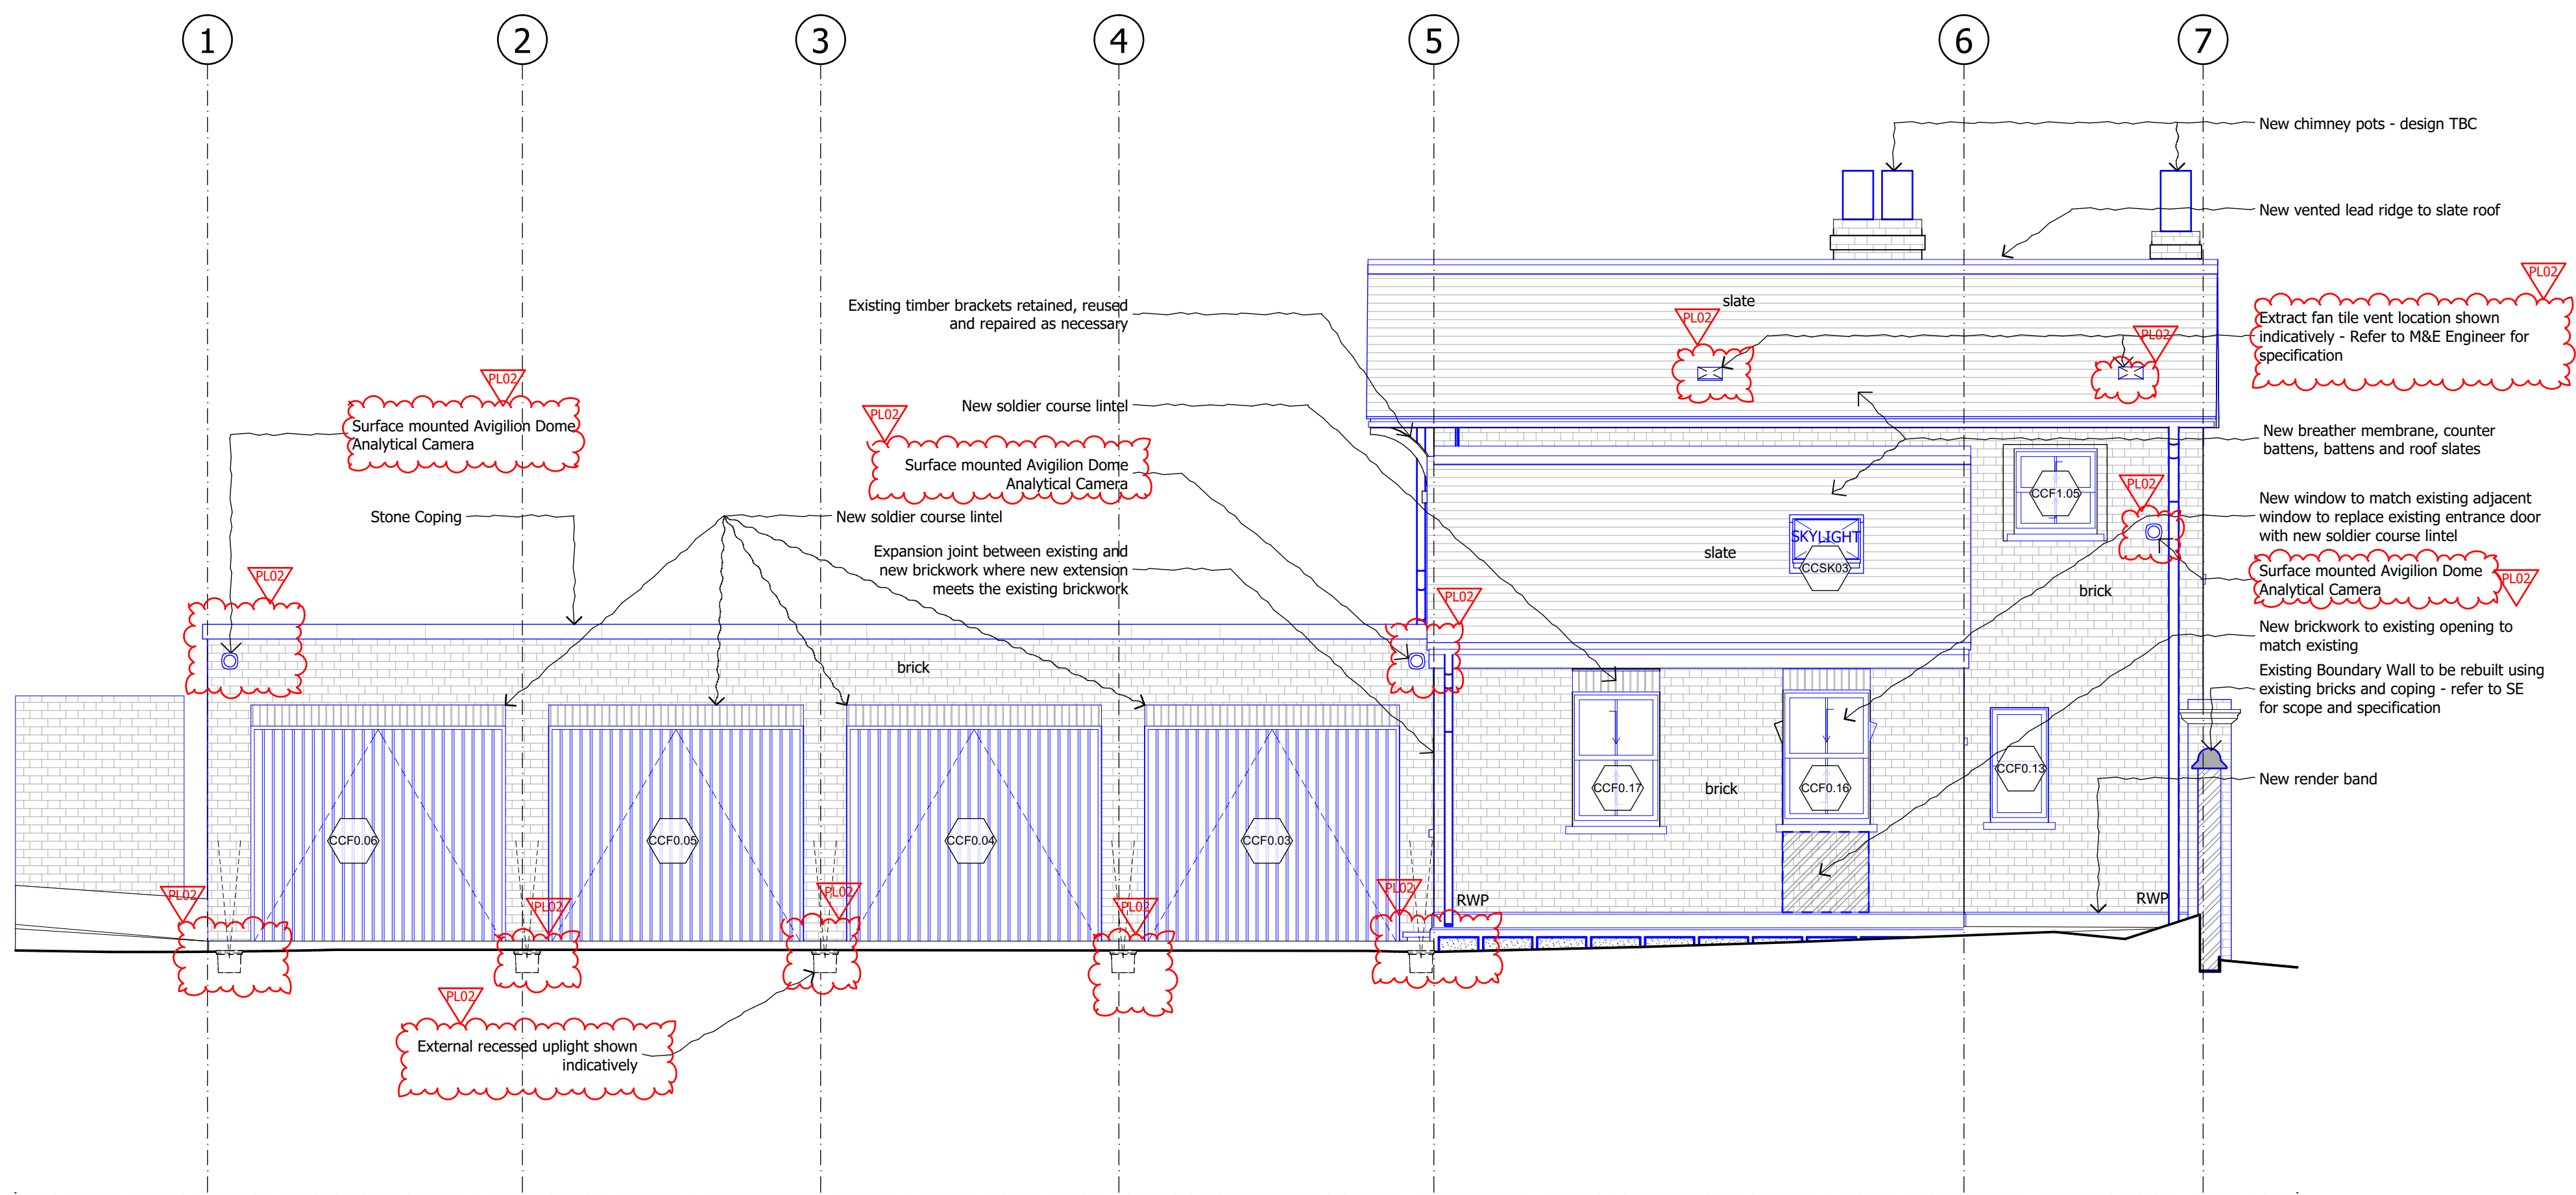 1
2
3
4
5
6
7
New chimney pots - design TBC
New vented lead ridge to slate roof
PL02
Extract fan tile vent location shown
indicatively - Refer to M&E Engineer for
specification
Existing timber brackets retained, reused
and repaired as necessary
slate
PL02
PL02
PL02
Surface mounted Avigilion Dome
Analytical Camera
New soldier course lintel
PL02
Surface mounted Avigilion Dome
Analytical Camera
New breather membrane, counter
battens, battens and roof slates
CCF1.05
PL02
New window to match existing adjacent
window to replace existing entrance door
with new soldier course lintel
Stone Coping
New soldier course lintel
Expansion joint between existing and
new brickwork where new extension
meets the existing brickwork
SKYLIGHT
slate
CCSK03
Surface mounted Avigilion Dome
Analytical Camera
PL02
PL02
PL02
brick
New brickwork to existing opening to
match existing
brick
Existing Boundary Wall to be rebuilt using
existing bricks and coping - refer to SE
for scope and specification
New render band
CCF0.17
brick
CCF0.16
CCF0.13
CCF0.06
CCF0.05
CCF0.04
CCF0.03
PL02
PL02
PL02
PL02
PL02
RWP
RWP
PL02
External recessed uplight shown
indicatively